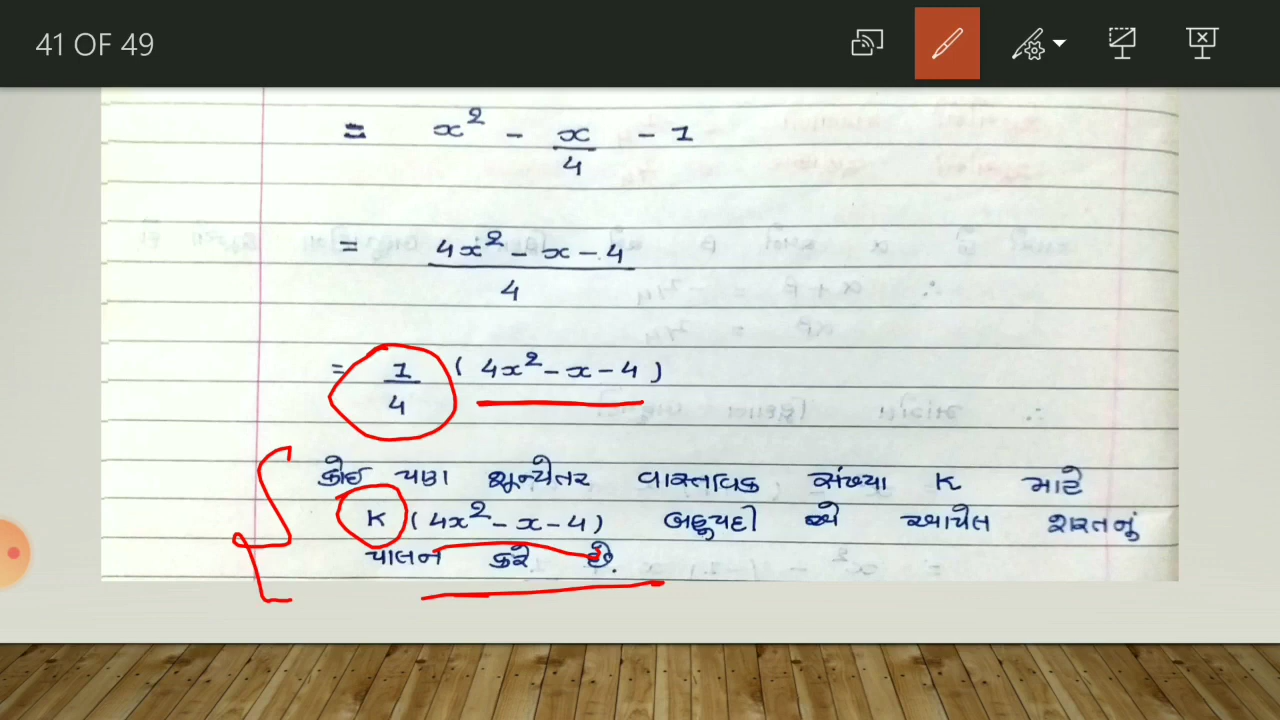 41 OF 49
= x² - x/4 - 1
= (4x² - x - 4)/4
= 1/4 (4x² - x - 4)
કોઈ પણ શૂન્યેતર વાસ્તવિક સંખ્યા K માટે
K (4x² - x - 4) બહુપદી એ આપેલ શરતનું
પાલન કરે છે.